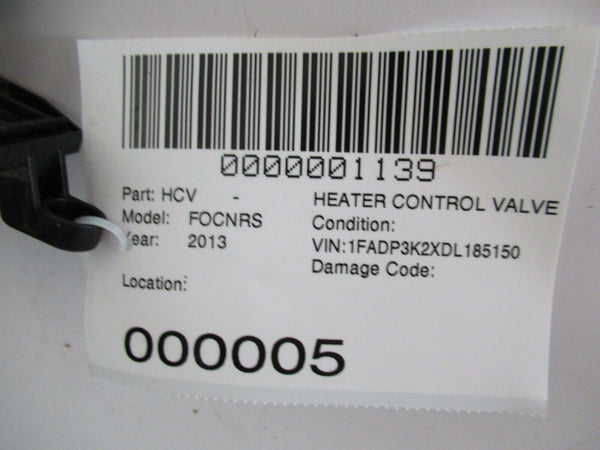 0000001139
Part: HCV - HEATER CONTROL VALVE
Model: FOCNRS Condition:
Year: 2013 VIN:1FADP3K2XDL185150
Damage Code:
Location:
000005